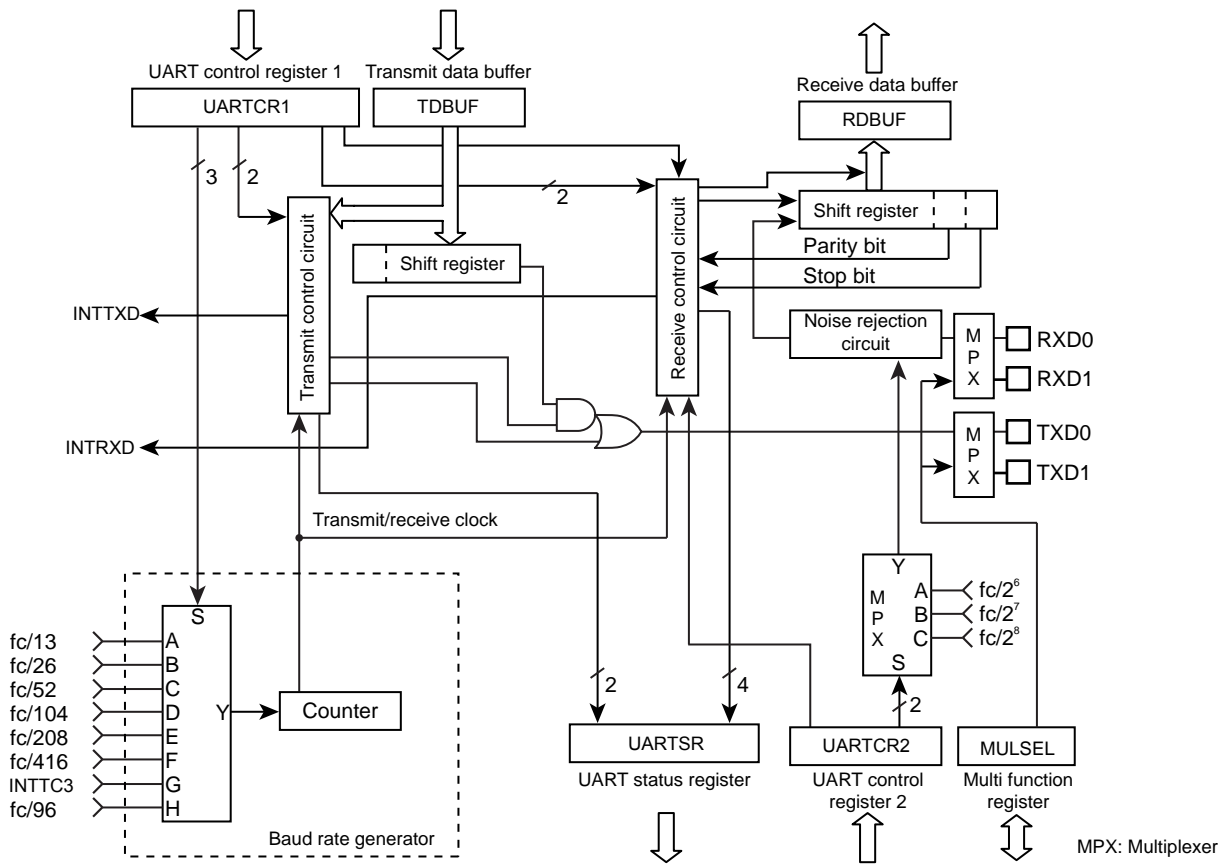 UART control register 1
Transmit data buffer
Receive data buffer
UARTCR1
TDBUF
RDBUF
3
2
2
Transmit control circuit
Receive control circuit
Shift register
Shift register
Parity bit
Stop bit
INTTXD
Noise rejection
circuit
M
P
X
RXD0
RXD1
INTRXD
M
P
X
TXD0
TXD1
Transmit/receive clock
S
fc/13
A
fc/26
B
fc/52
C
fc/104
D
fc/208
E
fc/416
F
INTTC3
G
fc/96
H
Y
Counter
Baud rate generator
Y
M
P
X
A
B
C
S
fc/2⁶
fc/2⁷
fc/2⁸
2
4
2
UARTSR
UART status register
UARTCR2
UART control
register 2
MULSEL
Multi function
register
MPX: Multiplexer